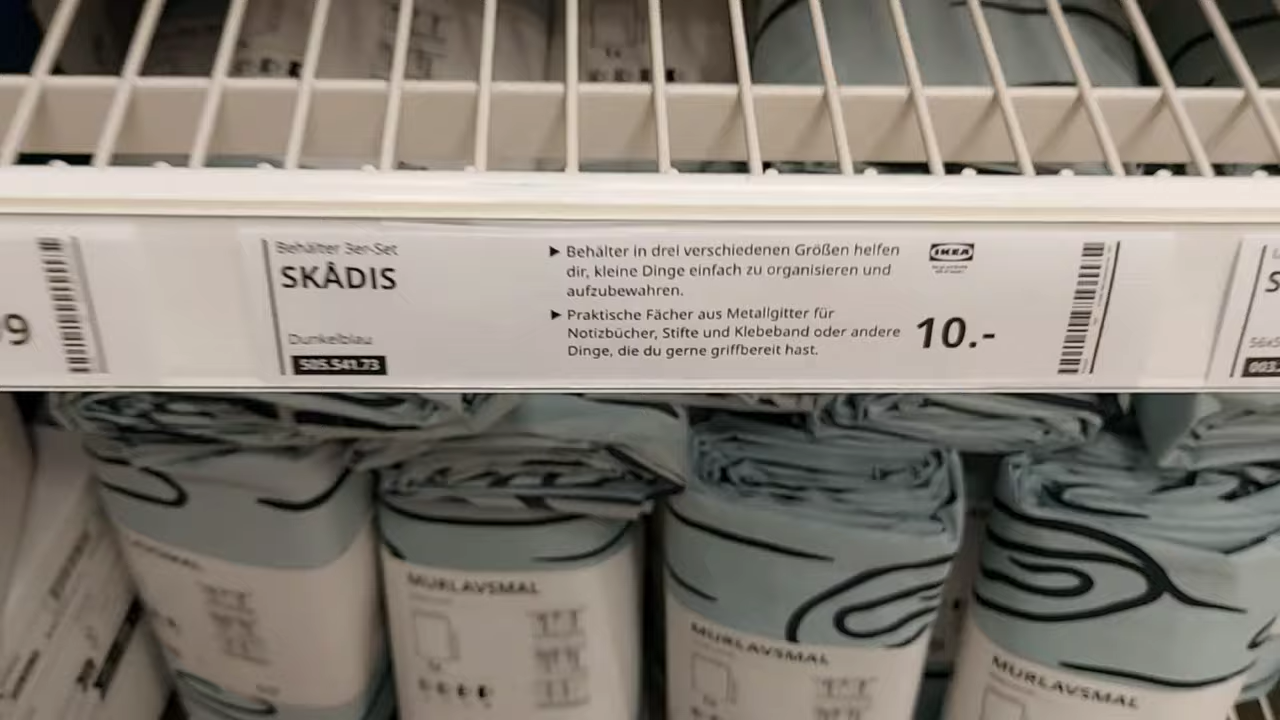 9
Behälter 3er-Set
SKÅDIS
Dunkelblau
505.541.73
► Behälter in drei verschiedenen Größen helfen
dir, kleine Dinge einfach zu organisieren und
aufzubewahren.
► Praktische Fächer aus Metallgitter für
Notizbücher, Stifte und Klebeband oder andere
Dinge, die du gerne griffbereit hast.
IKEA
10.-
S
003.
MURLAVSMAL
MURLAVSMAL
MURLAVSMAL